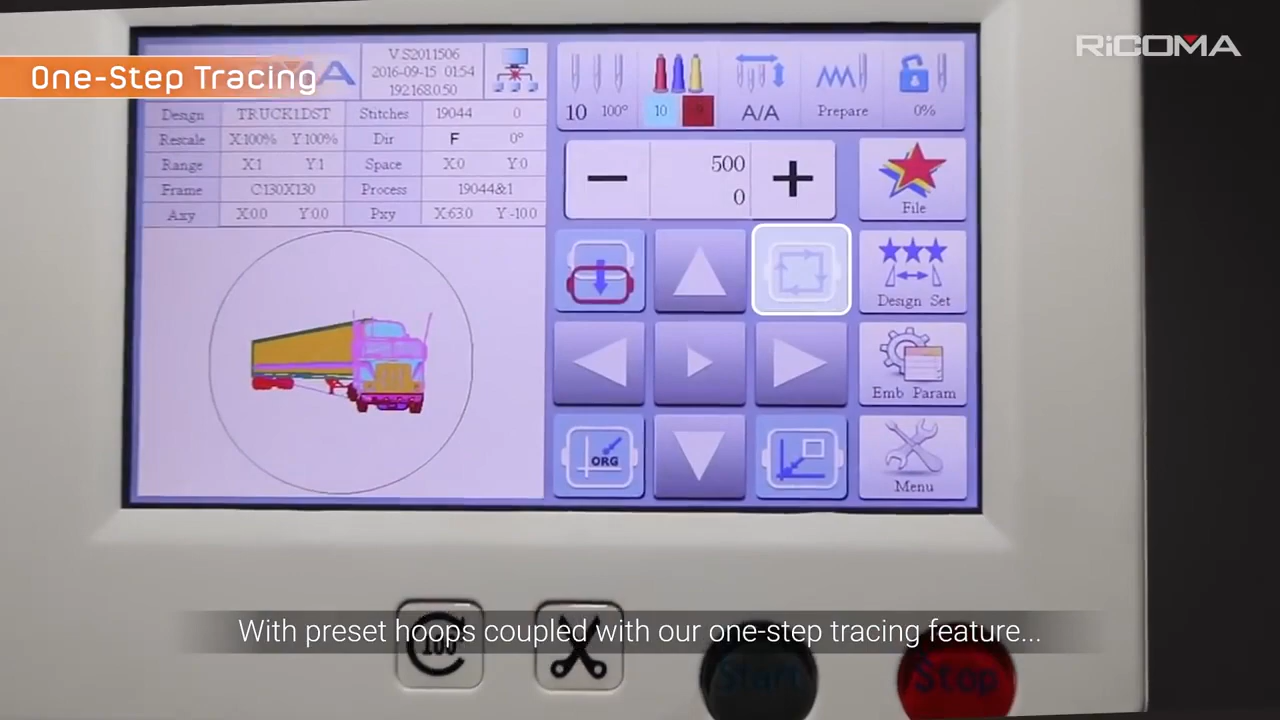 RiCOMA
One-Step Tracing
V.S2011506
2016-09-15 01:54
192.168.0.50
Design TRUCK1.DST Stitches 19044 0
Rescale X:100% Y:100% Dir F 0°
Range X:1 Y:1 Space X:0 Y:0
Frame C130X130 Process 19044&1
Axy X:0.0 Y:0.0 Pxy X:63.0 Y:-10.0
10 100° 10 A/A Prepare 0%
500
0
File
Design Set
Emb Param
ORG
Menu
With preset hoops coupled with our one-step tracing feature...
100
Start Stop